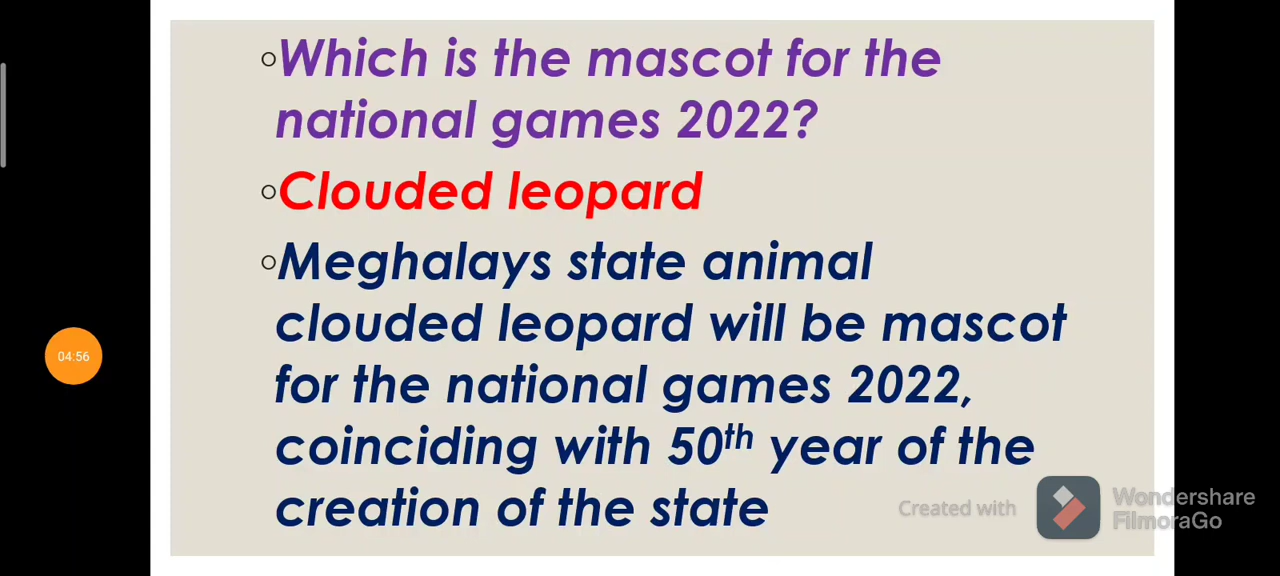 Which is the mascot for the
national games 2022?
Clouded leopard
Meghalays state animal
clouded leopard will be mascot
for the national games 2022,
coinciding with 50th year of the
creation of the state
04:56
Created with
Wondershare
FilmoraGo